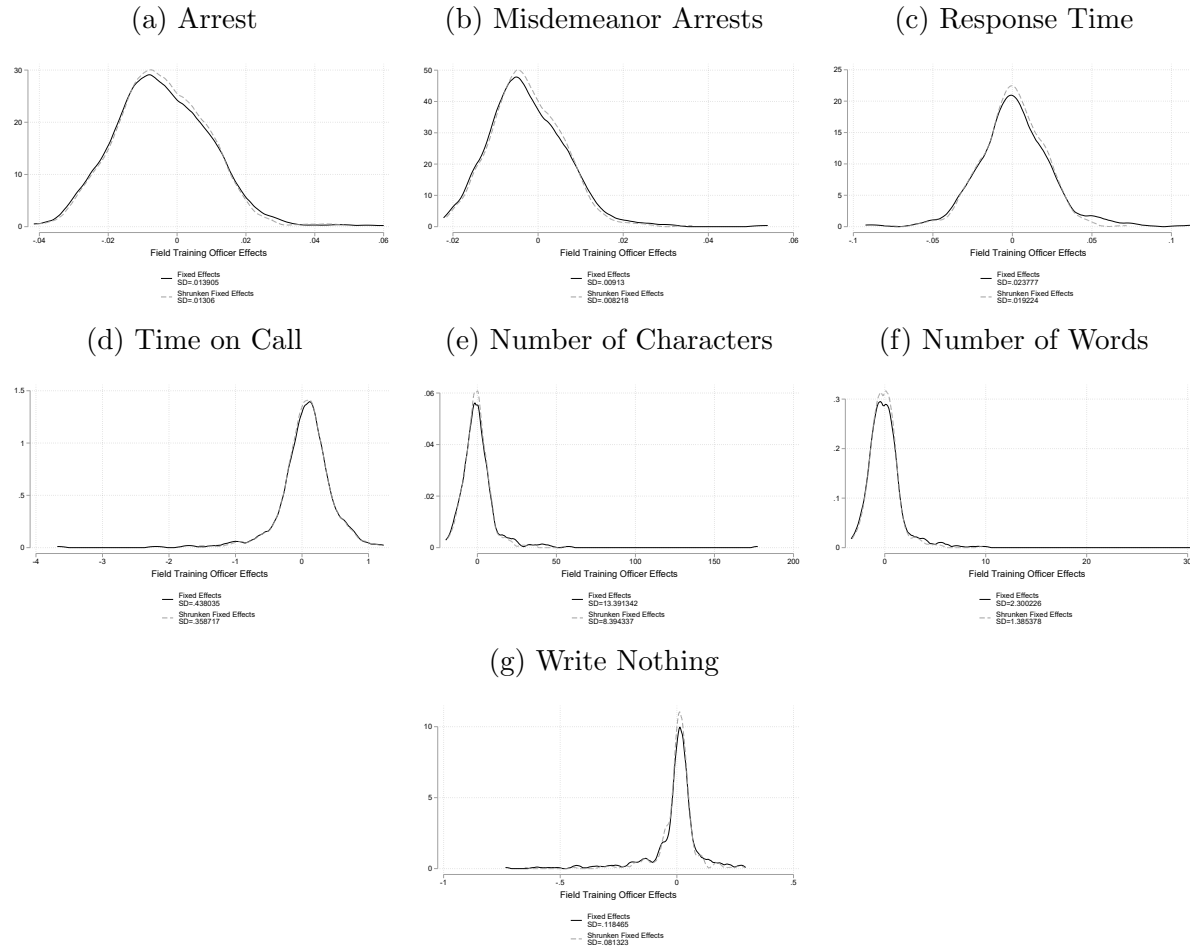 (a) Arrest
30
20
10
0
-.04
-.02
0
.02
.04
.06
Field Training Officer Effects
Fixed Effects
SD=.013905
Shrunken Fixed Effects
SD=.01306
(b) Misdemeanor Arrests
50
40
30
20
10
0
-.02
0
.02
.04
.06
Field Training Officer Effects
Fixed Effects
SD=.00913
Shrunken Fixed Effects
SD=.008218
(c) Response Time
25
20
15
10
5
0
-.1
-.05
0
.05
.1
Field Training Officer Effects
Fixed Effects
SD=.023777
Shrunken Fixed Effects
SD=.019224
(d) Time on Call
1.5
1
.5
0
-4
-3
-2
-1
0
1
Field Training Officer Effects
Fixed Effects
SD=.438035
Shrunken Fixed Effects
SD=.358717
(e) Number of Characters
.06
.04
.02
0
0
50
100
150
200
Field Training Officer Effects
Fixed Effects
SD=13.391342
Shrunken Fixed Effects
SD=8.394337
(f) Number of Words
.3
.2
.1
0
0
10
20
30
Field Training Officer Effects
Fixed Effects
SD=2.300226
Shrunken Fixed Effects
SD=1.385378
(g) Write Nothing
10
5
0
-1
-.5
0
.5
Field Training Officer Effects
Fixed Effects
SD=.118465
Shrunken Fixed Effects
SD=.081323